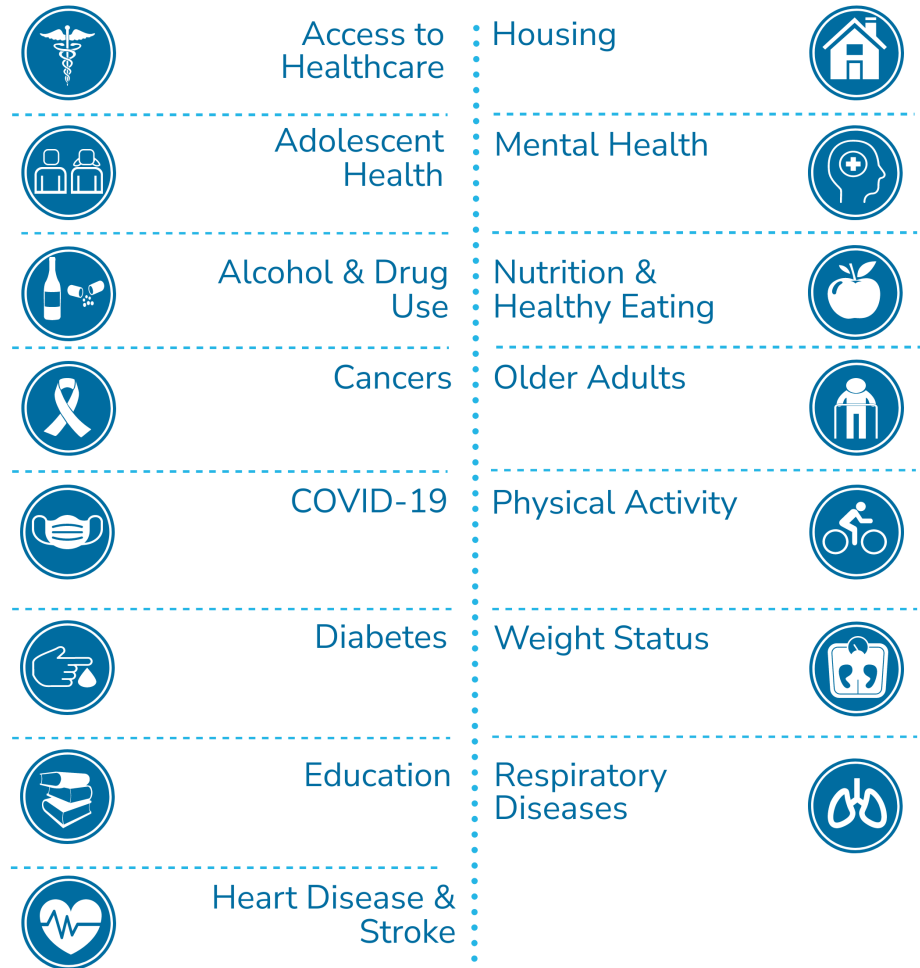 Access to
Healthcare
Adolescent
Health
Alcohol & Drug
Use
Cancers
COVID-19
Diabetes
Education
Heart Disease &
Stroke
Housing
Mental Health
Nutrition &
Healthy Eating
Older Adults
Physical Activity
Weight Status
Respiratory
Diseases